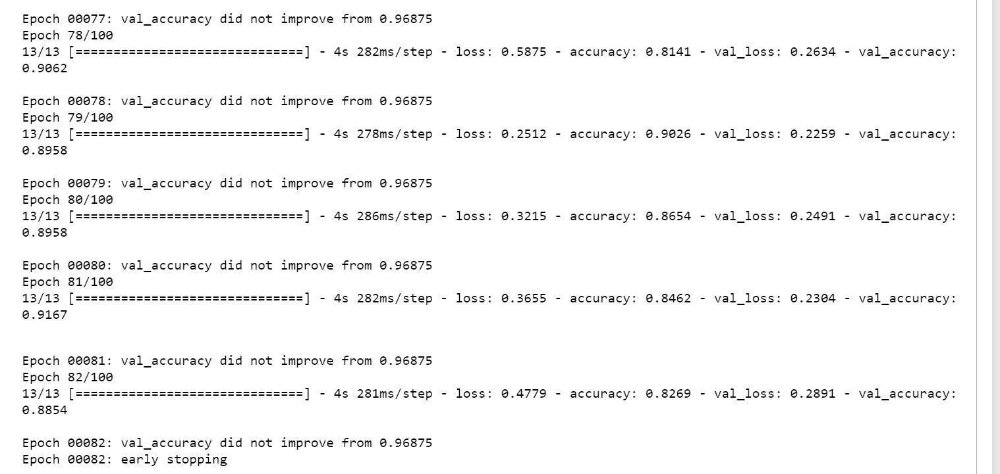 Epoch 00077: val_accuracy did not improve from 0.96875
Epoch 78/100
13/13 [==============================] - 4s 282ms/step - loss: 0.5875 - accuracy: 0.8141 - val_loss: 0.2634 - val_accuracy:
0.9062
Epoch 00078: val_accuracy did not improve from 0.96875
Epoch 79/100
13/13 [==============================] - 4s 278ms/step - loss: 0.2512 - accuracy: 0.9026 - val_loss: 0.2259 - val_accuracy:
0.8958
Epoch 00079: val_accuracy did not improve from 0.96875
Epoch 80/100
13/13 [==============================] - 4s 286ms/step - loss: 0.3215 - accuracy: 0.8654 - val_loss: 0.2491 - val_accuracy:
0.8958
Epoch 00080: val_accuracy did not improve from 0.96875
Epoch 81/100
13/13 [==============================] - 4s 282ms/step - loss: 0.3655 - accuracy: 0.8462 - val_loss: 0.2304 - val_accuracy:
0.9167
Epoch 00081: val_accuracy did not improve from 0.96875
Epoch 82/100
13/13 [==============================] - 4s 281ms/step - loss: 0.4779 - accuracy: 0.8269 - val_loss: 0.2891 - val_accuracy:
0.8854
Epoch 00082: val_accuracy did not improve from 0.96875
Epoch 00082: early stopping